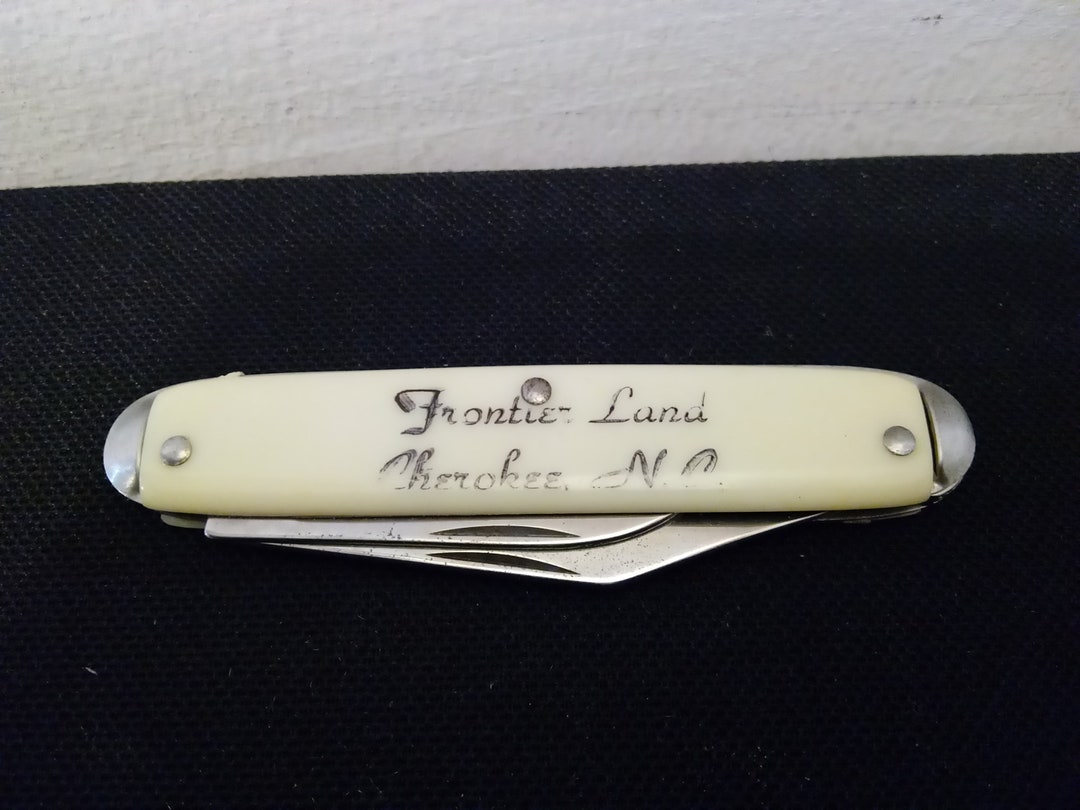 Frontier Land
Cherokee, N.C.